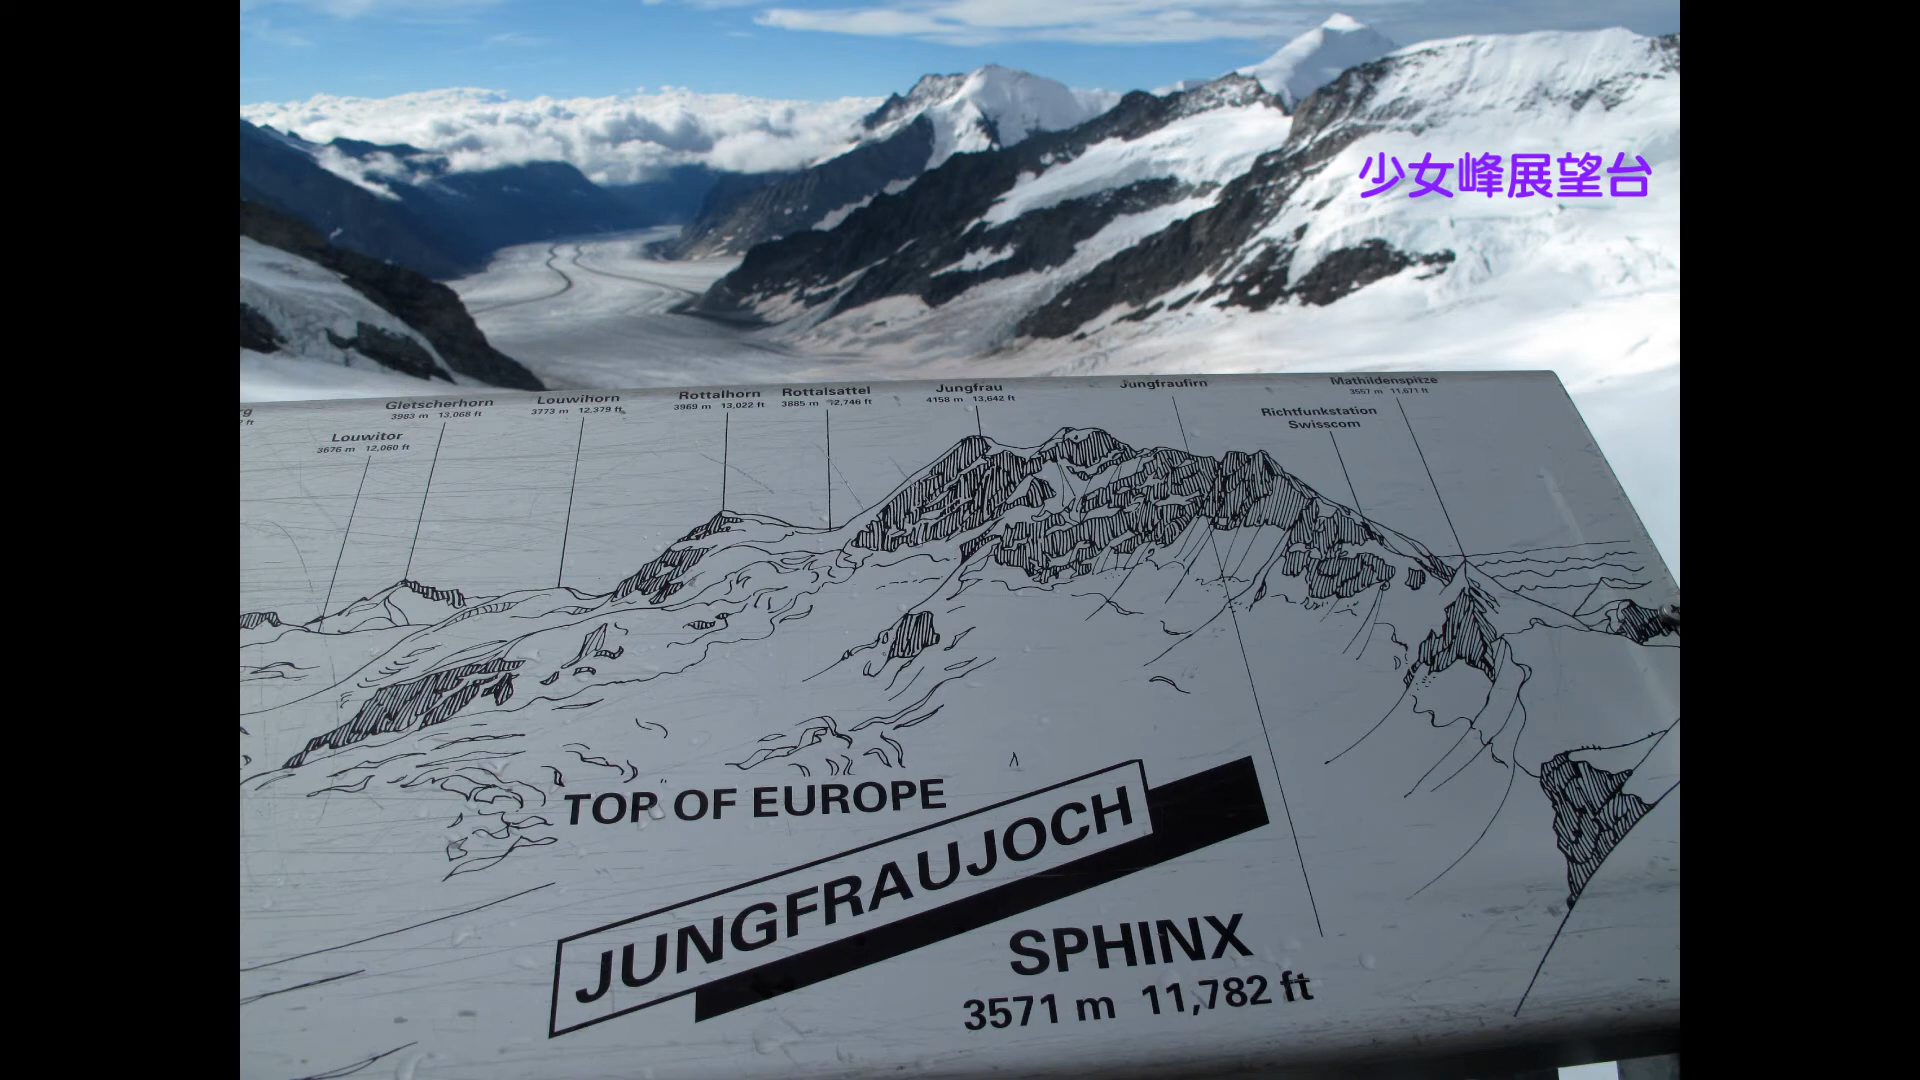 少女峰展望台
rg
? ft
Gletscherhorn
3983 m 13,068 ft
Louwitor
3676 m 12,060 ft
Louwihorn
3773 m 12,379 ft
Rottalhorn
3969 m 13,022 ft
Rottalsattel
3885 m 12,746 ft
Jungfrau
4158 m 13,642 ft
Jungfraufirn
Richtfunkstation
Swisscom
Mathildenspitze
3557 m 11,671 ft
TOP OF EUROPE
JUNGFRAUJOCH
SPHINX
3571 m 11,782 ft